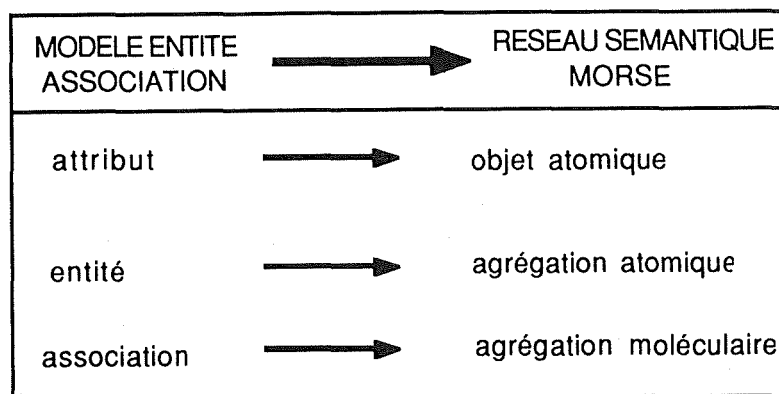 MODELE ENTITE
ASSOCIATION
RESEAU SEMANTIQUE
MORSE
attribut
objet atomique
entité
agrégation atomique
association
agrégation moléculaire